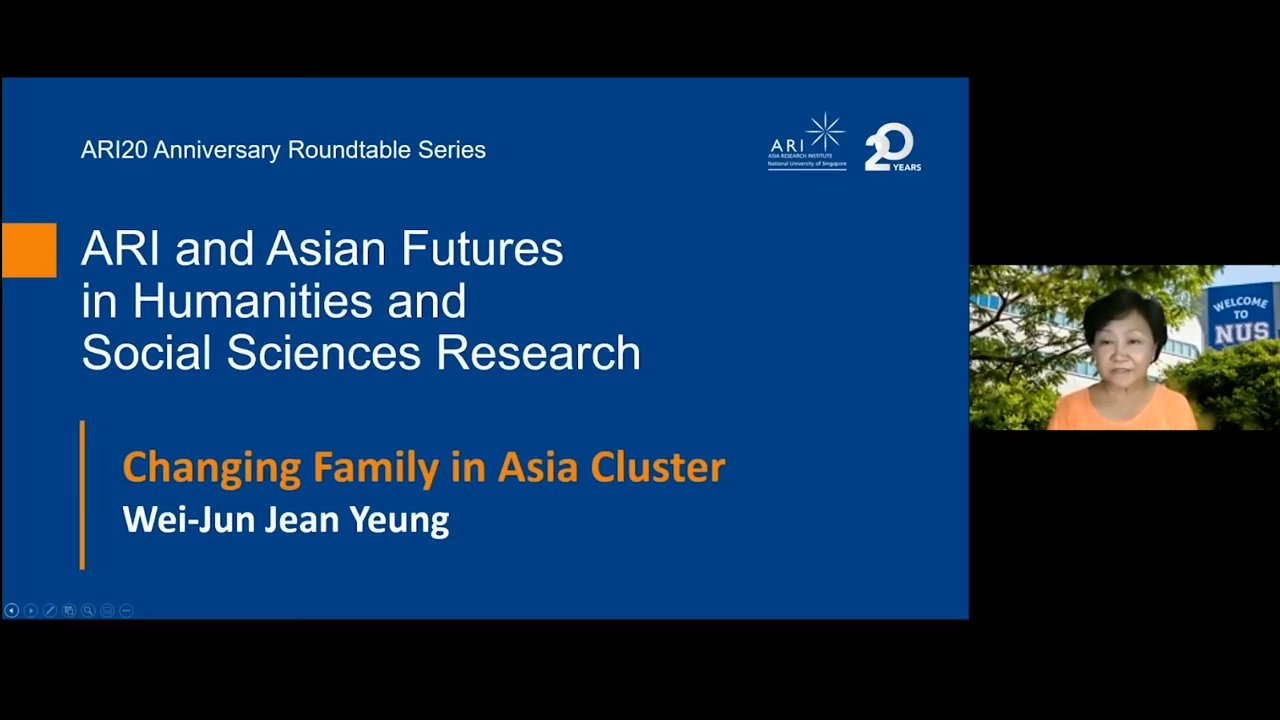 ARI20 Anniversary Roundtable Series
ARI
ASIA RESEARCH INSTITUTE
National University of Singapore
20
YEARS
ARI and Asian Futures
in Humanities and
Social Sciences Research
Changing Family in Asia Cluster
Wei-Jun Jean Yeung
WELCOME
TO
NUS